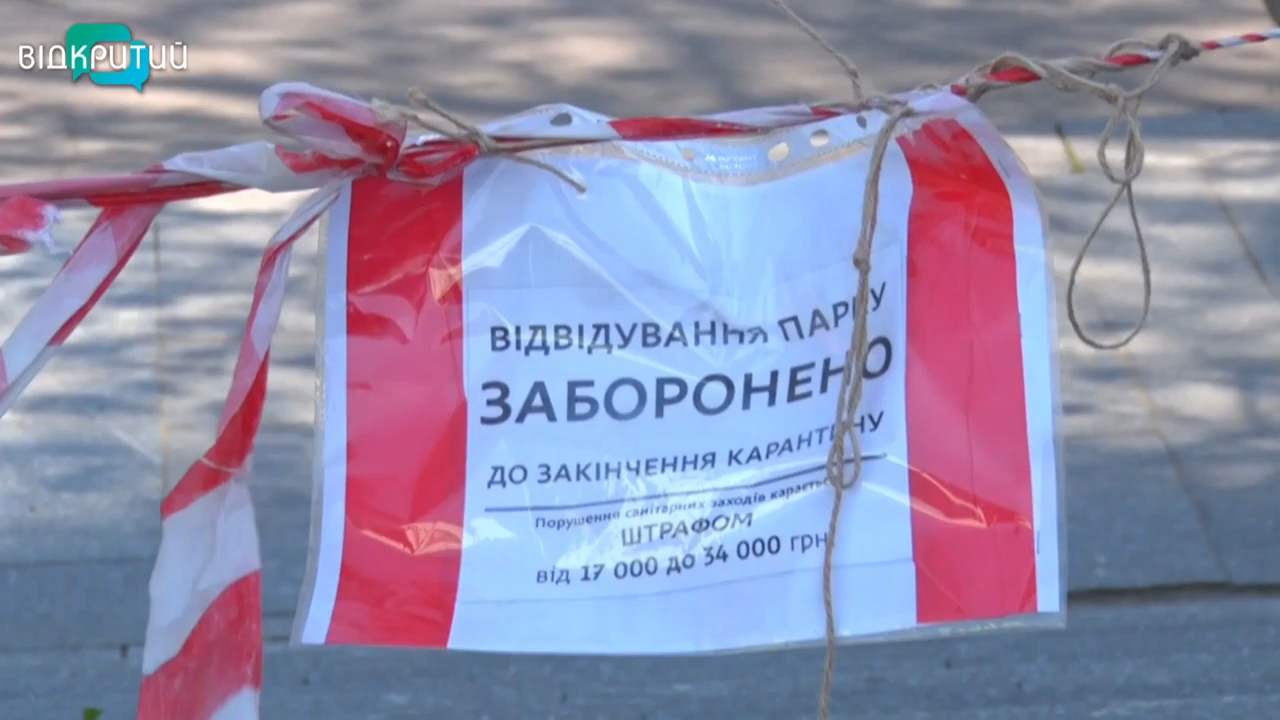 ВІДКРИТИЙ
ВІДВІДУВАННЯ ПАРКУ
ЗАБОРОНЕНО
ДО ЗАКІНЧЕННЯ КАРАНТИНУ
Порушення санітарних заходів карається
ШТРАФОМ
від 17 000 до 34 000 грн